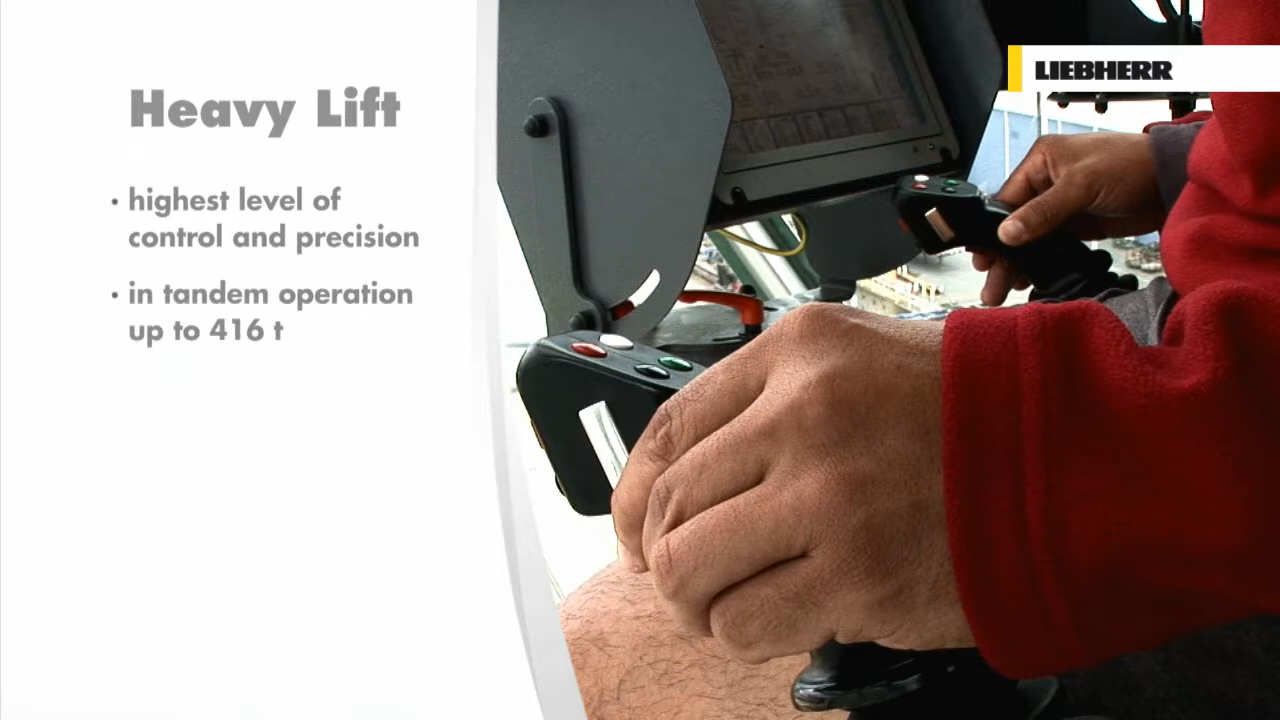 LIEBHERR
Heavy Lift
• highest level of
control and precision
• in tandem operation
up to 416 t